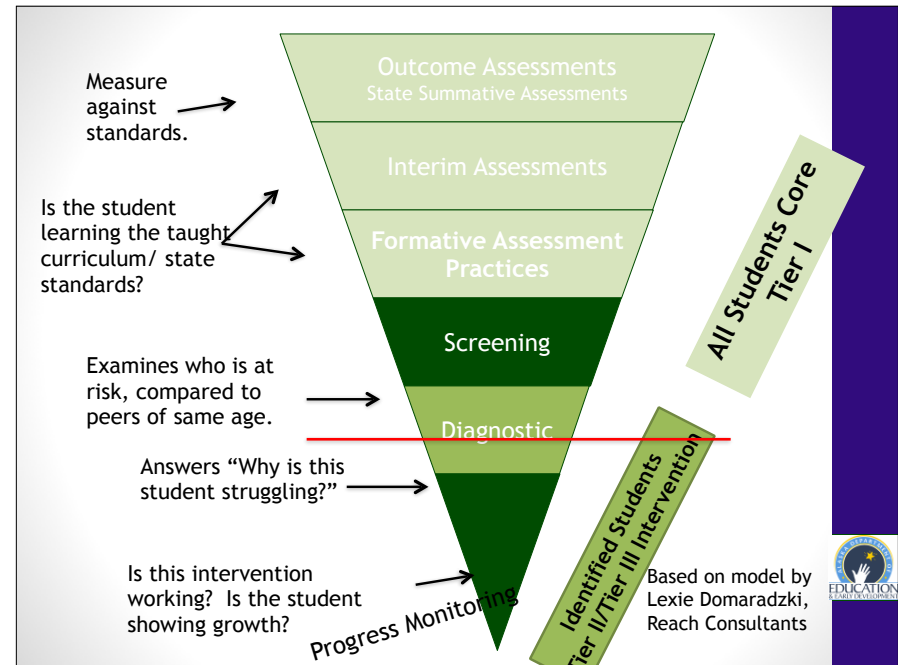 Outcome Assessments
State Summative Assessments
Measure
against
standards.
Interim Assessments
Is the student
learning the taught
curriculum/ state
standards?
Formative Assessment
Practices
All Students Core
Tier I
Screening
Examines who is at
risk, compared to
peers of same age.
Diagnostic
Answers “Why is this
student struggling?”
Identified Students
Tier II/Tier III Intervention
Is this intervention
working?  Is the student
showing growth?
Progress Monitoring
Based on model by
Lexie Domaradzki,
Reach Consultants
EDUCATION
& EARLY DEVELOPMENT